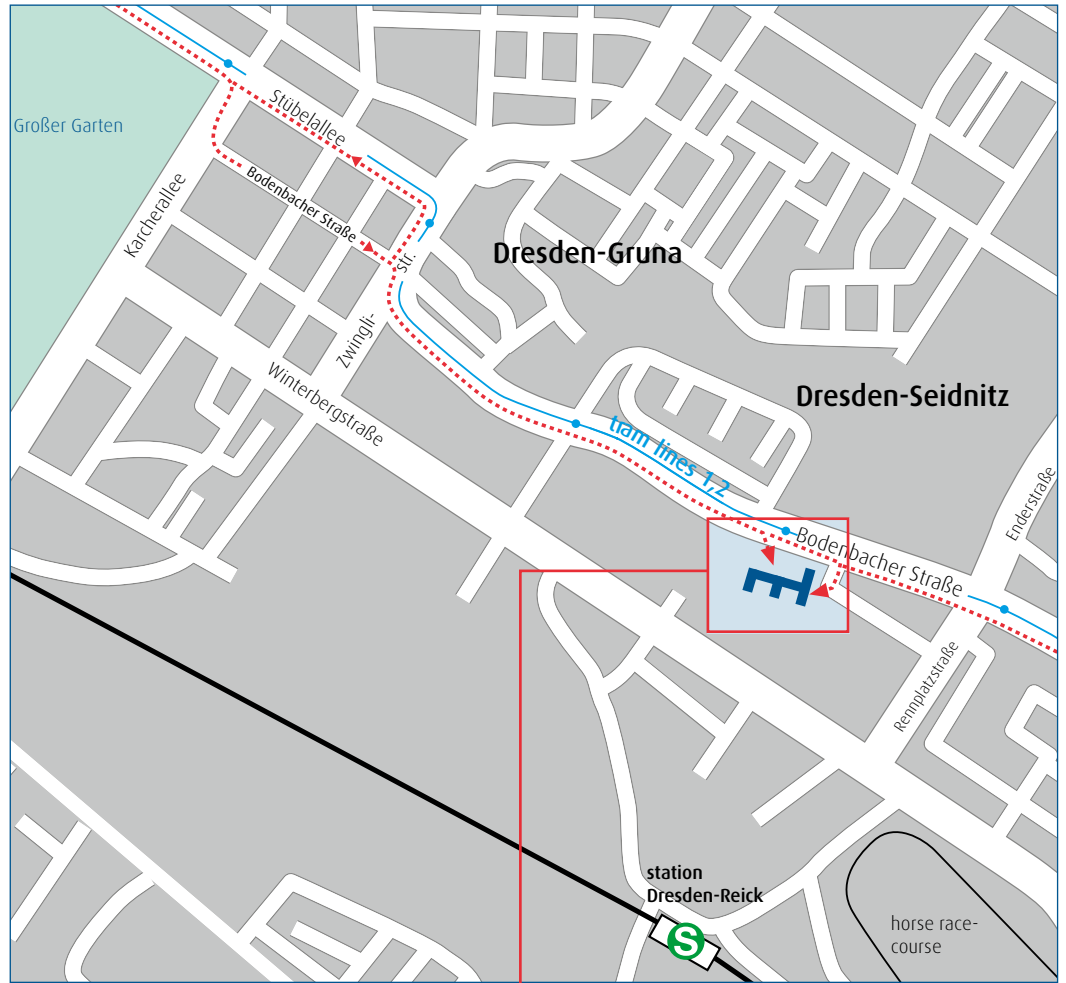 Großer Garten
Stübelallee
Bodenbacher Straße
Karcherallee
Zwingli-
str.
Dresden-Gruna
Winterbergstraße
Dresden-Seidnitz
tram lines 1,2
Enderstraße
Bodenbacher Straße
Rennplatzstraße
station
Dresden-Reick
S
horse race-
course